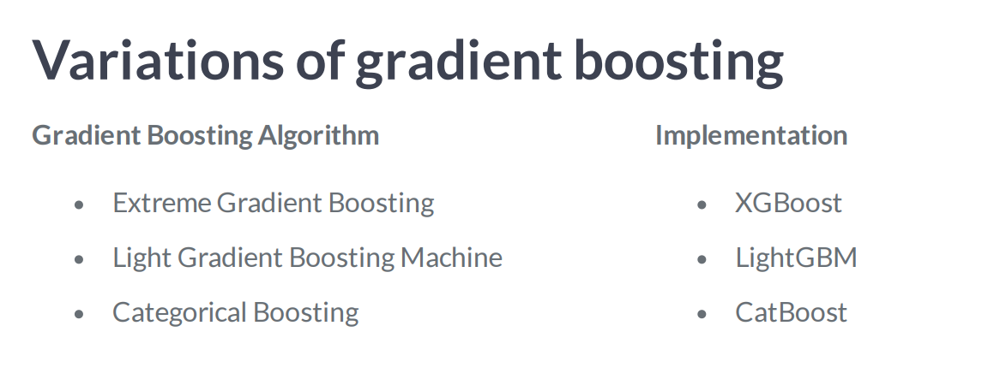 Variations of gradient boosting
Gradient Boosting Algorithm
• Extreme Gradient Boosting
• Light Gradient Boosting Machine
• Categorical Boosting
Implementation
• XGBoost
• LightGBM
• CatBoost